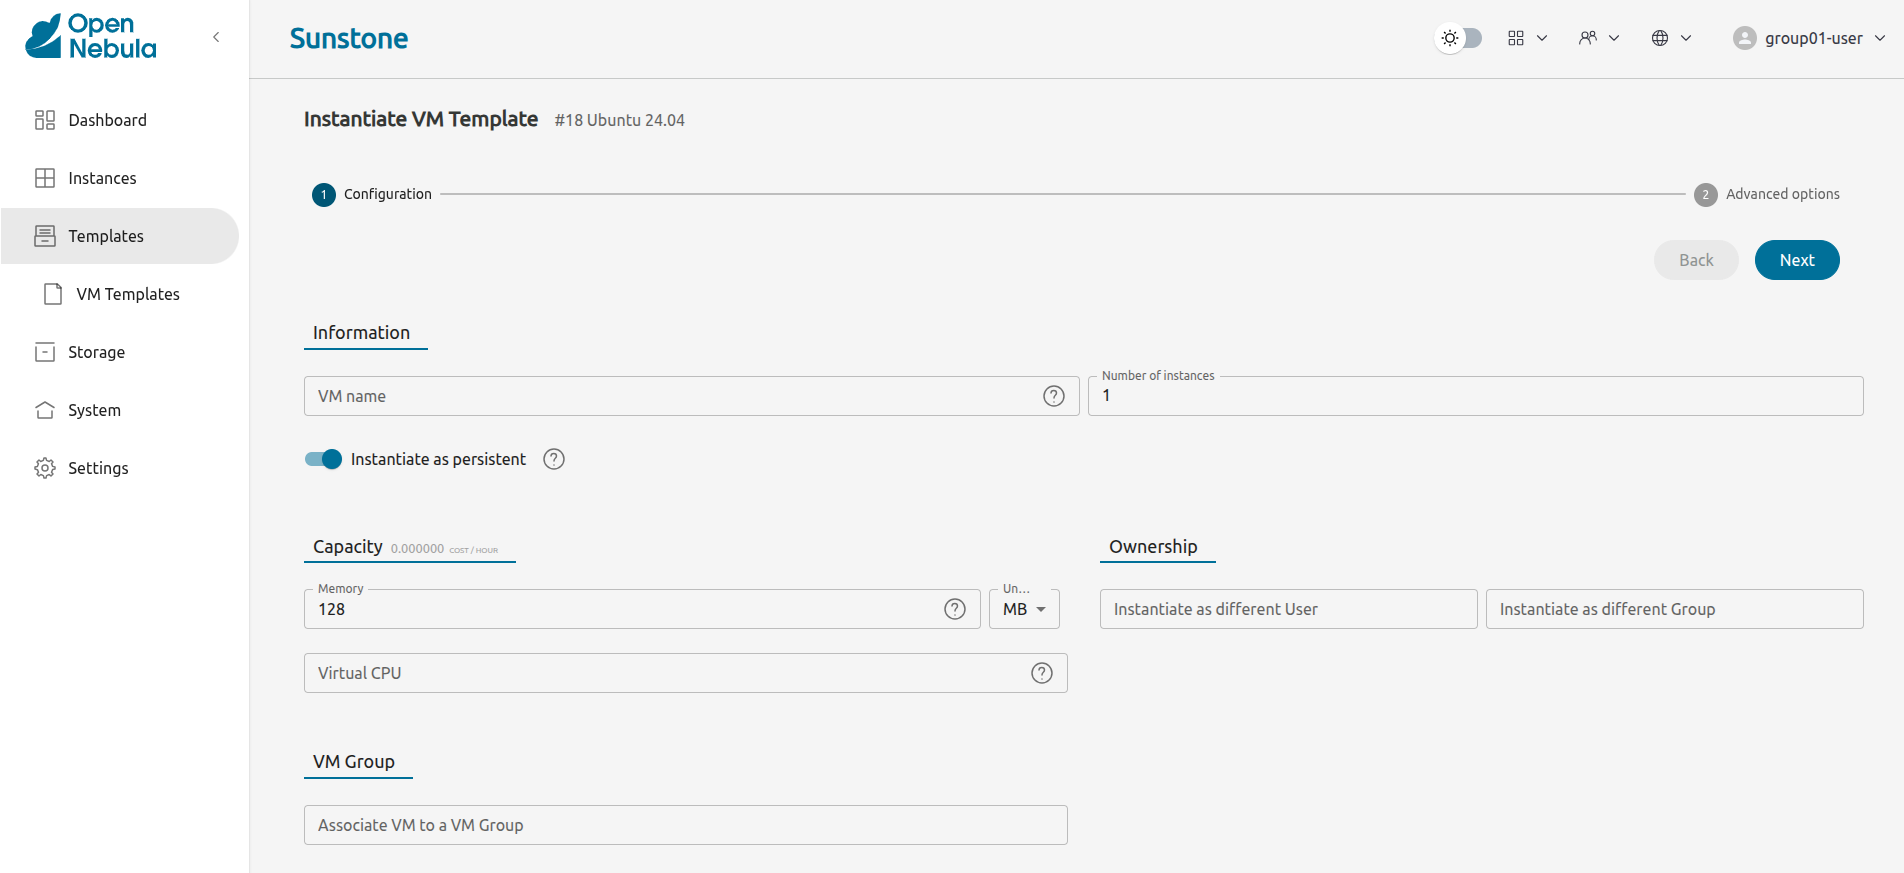 Open
Nebula
Sunstone
group01-user
Dashboard
Instances
Templates
VM Templates
Storage
System
Settings
Instantiate VM Template #18 Ubuntu 24.04
1 Configuration
2 Advanced options
Back
Next
Information
VM name
?
Number of instances
1
Instantiate as persistent ?
Capacity 0.000000 COST / HOUR
Memory
128
?
Un...
MB
Virtual CPU
?
Ownership
Instantiate as different User
Instantiate as different Group
VM Group
Associate VM to a VM Group